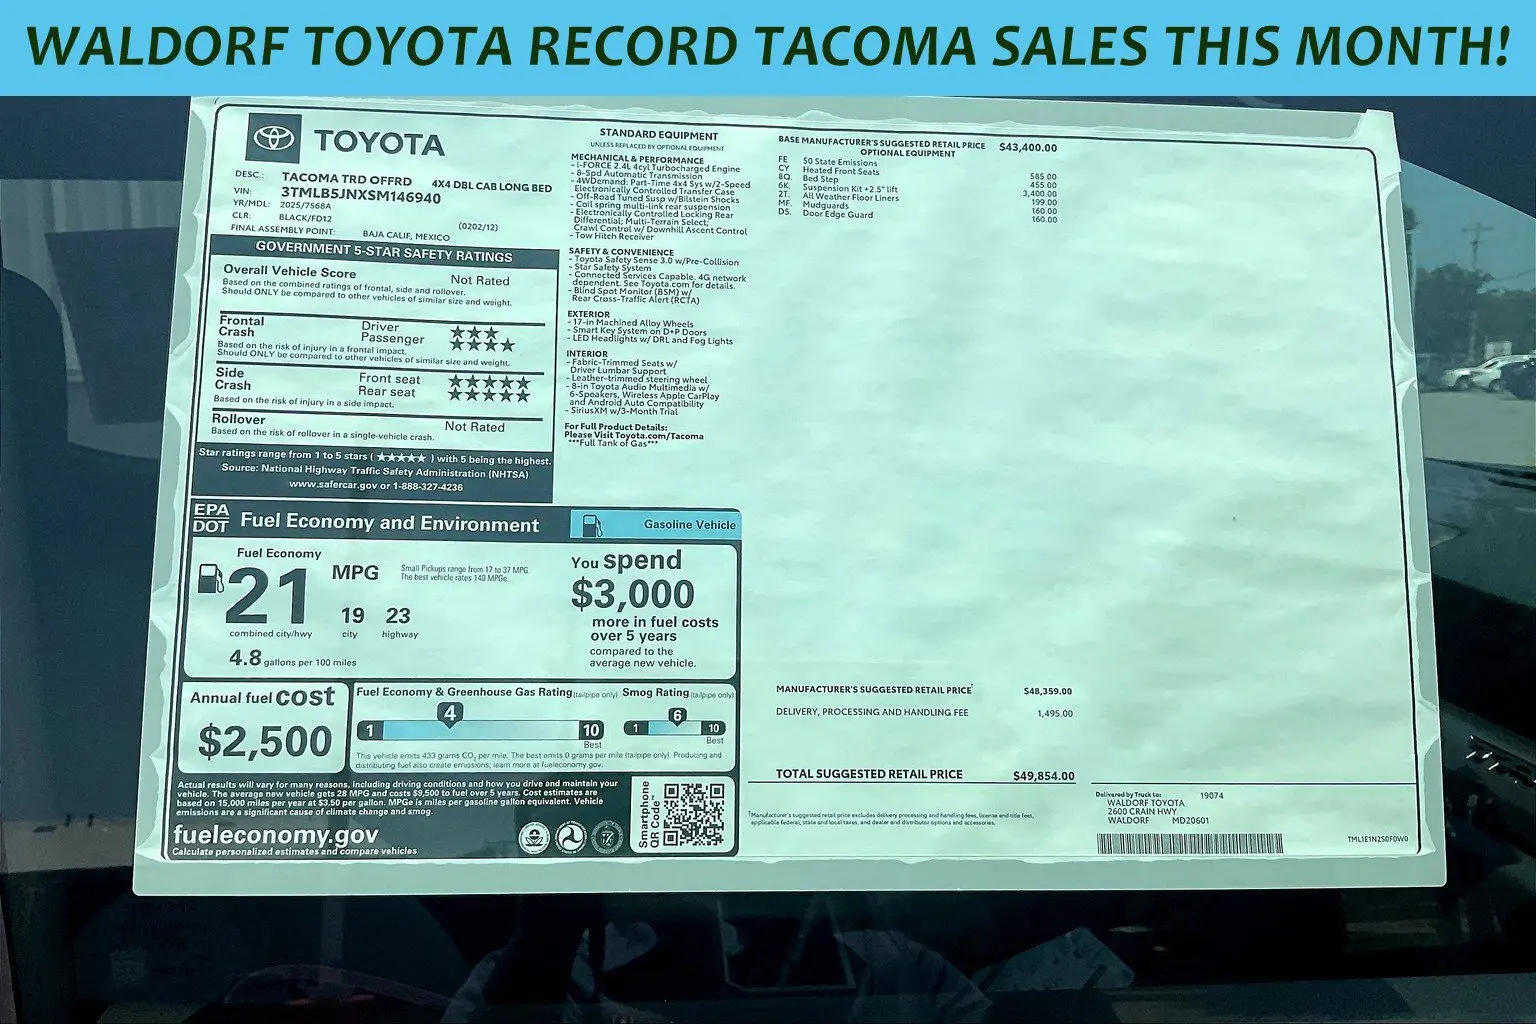 WALDORF TOYOTA RECORD TACOMA SALES THIS MONTH!
TOYOTA
DESC.: TACOMA TRD OFFRD 4X4 DBL CAB LONG BED
VIN: 3TMLB5JNXSM146940
YR/MDL: 2025/7568A
CLR: BLACK/FD12 (0202/12)
FINAL ASSEMBLY POINT: BAJA CALIF, MEXICO
GOVERNMENT 5-STAR SAFETY RATINGS
Overall Vehicle Score Not Rated
Based on the combined ratings of frontal, side and rollover.
Should ONLY be compared to other vehicles of similar size and weight.
Frontal Crash Driver ★★★
Passenger ★★★★
Based on the risk of injury in a frontal impact.
Should ONLY be compared to other vehicles of similar size and weight.
Side Crash Front seat ★★★★★
Rear seat ★★★★★
Based on the risk of injury in a side impact.
Rollover Not Rated
Based on the risk of rollover in a single-vehicle crash.
Star ratings range from 1 to 5 stars (★★★★★) with 5 being the highest.
Source: National Highway Traffic Safety Administration (NHTSA)
www.safercar.gov or 1-888-327-4236
STANDARD EQUIPMENT
UNLESS REPLACED BY OPTIONAL EQUIPMENT
MECHANICAL & PERFORMANCE
- i-FORCE 2.4L 4cyl Turbocharged Engine
- 8-Spd Automatic Transmission
- 4WDemand: Part-Time 4x4 Sys w/2-Speed
Electronically Controlled Transfer Case
- Off-Road Tuned Susp w/Bilstein Shocks
- Coil spring multi-link rear suspension
- Electronically Controlled Locking Rear
Differential; Multi-Terrain Select,
Crawl Control w/ Downhill Ascent Control
- Tow Hitch Receiver
SAFETY & CONVENIENCE
- Toyota Safety Sense 3.0 w/Pre-Collision
- Star Safety System
- Connected Services Capable. 4G network
dependent. See Toyota.com for details.
- Blind Spot Monitor (BSM) w/
Rear Cross-Traffic Alert (RCTA)
EXTERIOR
- 17-in Machined Alloy Wheels
- Smart Key System on D+P Doors
- LED Headlights w/ DRL and Fog Lights
INTERIOR
- Fabric-Trimmed Seats w/
Driver Lumbar Support
- Leather-trimmed steering wheel
- 8-in Toyota Audio Multimedia w/
6-Speakers, Wireless Apple CarPlay
and Android Auto Compatibility
- SiriusXM w/3-Month Trial
For Full Product Details:
Please Visit Toyota.com/Tacoma
***Full Tank of Gas***
BASE MANUFACTURER'S SUGGESTED RETAIL PRICE $43,400.00
OPTIONAL EQUIPMENT
FE 50 State Emissions
CY Heated Front Seats 585.00
8Q. Bed Step 455.00
6K. Suspension Kit +2.5" lift 3,400.00
2T. All Weather Floor Liners 199.00
MF. Mudguards 160.00
D5. Door Edge Guard 160.00
EPA
DOT Fuel Economy and Environment Gasoline Vehicle
Fuel Economy
21 MPG
Small Pickups range from 17 to 37 MPG.
The best vehicle rates 140 MPGe.
19 23
combined city/hwy city highway
4.8 gallons per 100 miles
You spend
$3,000
more in fuel costs
over 5 years
compared to the
average new vehicle.
Annual fuel cost
$2,500
Fuel Economy & Greenhouse Gas Rating (tailpipe only) Smog Rating (tailpipe only)
4 6
1 10 1 10
Best Best
This vehicle emits 433 grams CO2 per mile. The best emits 0 grams per mile (tailpipe only). Producing and
distributing fuel also create emissions; learn more at fueleconomy.gov.
Actual results will vary for many reasons, including driving conditions and how you drive and maintain your
vehicle. The average new vehicle gets 28 MPG and costs $9,500 to fuel over 5 years. Cost estimates are
based on 15,000 miles per year at $3.50 per gallon. MPGe is miles per gasoline gallon equivalent. Vehicle
emissions are a significant cause of climate change and smog.
fueleconomy.gov
Calculate personalized estimates and compare vehicles
Smartphone
QR Code™
MANUFACTURER'S SUGGESTED RETAIL PRICE† $48,359.00
DELIVERY, PROCESSING AND HANDLING FEE 1,495.00
TOTAL SUGGESTED RETAIL PRICE $49,854.00
†Manufacturer's suggested retail price excludes delivery processing and handling fees, license and title fees,
applicable federal, state and local taxes, and dealer and distributor options and accessories.
Delivered by Truck to: 19074
WALDORF TOYOTA
2600 CRAIN HWY
WALDORF MD20601
TML1E1N2S0F0W0